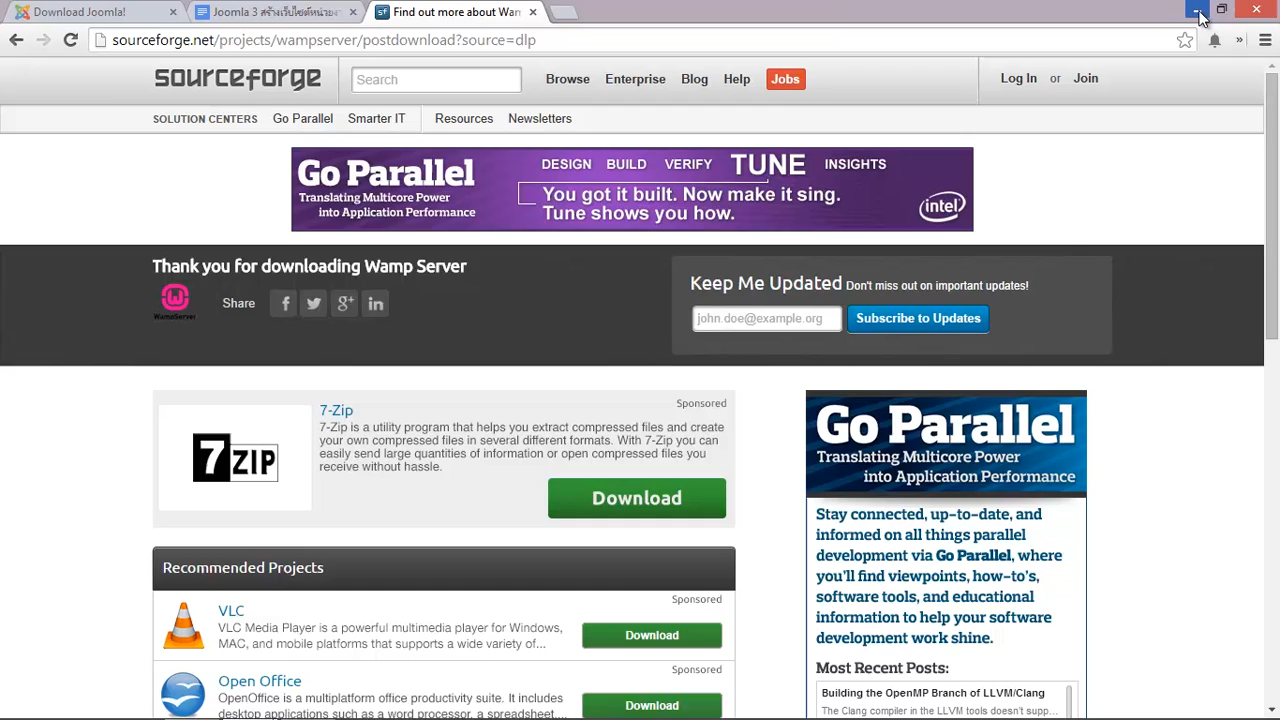 Download Joomla!
Joomla 3 สร้างเว็บไซต์หน่วยงา
Find out more about Wam
sourceforge.net/projects/wampserver/postdownload?source=dlp
sourceforge
Search
Browse Enterprise Blog Help Jobs
Log In or Join
SOLUTION CENTERS Go Parallel Smarter IT Resources Newsletters
Go Parallel
Translating Multicore Power
into Application Performance
DESIGN BUILD VERIFY TUNE INSIGHTS
You got it built. Now make it sing.
Tune shows you how.
intel
Thank you for downloading Wamp Server
WampServer
Share
Keep Me Updated Don't miss out on important updates!
john.doe@example.org
Subscribe to Updates
Sponsored
7ZIP
7-Zip
7-Zip is a utility program that helps you extract compressed files and create
your own compressed files in several different formats. With 7-Zip you can
easily send large quantities of information or open compressed files you
receive without hassle.
Download
Recommended Projects
Sponsored
VLC
VLC Media Player is a powerful multimedia player for Windows,
MAC, and mobile platforms that supports a wide variety of...
Download
Sponsored
Open Office
OpenOffice is a multiplatform office productivity suite. It includes
desktop applications such as a word processor, a spreadsheet,...
Download
Go Parallel
Translating Multicore Power
into Application Performance
Stay connected, up-to-date, and
informed on all things parallel
development via Go Parallel, where
you'll find viewpoints, how-to's,
software tools, and educational
information to help your software
development work shine.
Most Recent Posts:
Building the OpenMP Branch of LLVM/Clang
The Clang compiler in the LLVM tools doesn't supp...